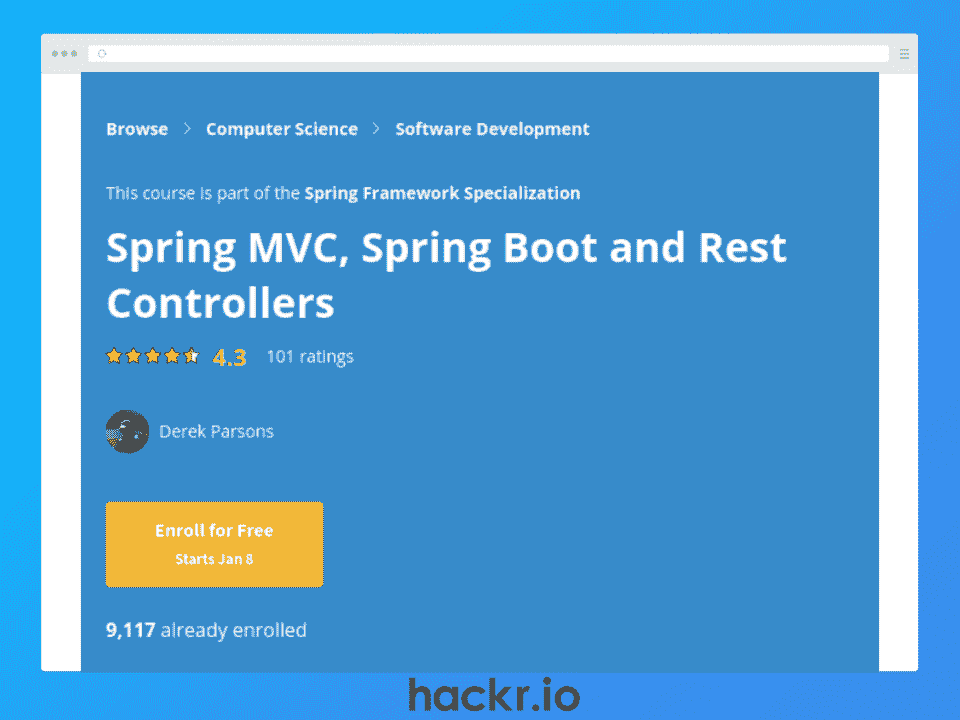 Browse > Computer Science > Software Development
This course is part of the Spring Framework Specialization
Spring MVC, Spring Boot and Rest
Controllers
4.3 101 ratings
Derek Parsons
Enroll for Free
Starts Jan 8
9,117 already enrolled
hackr.io